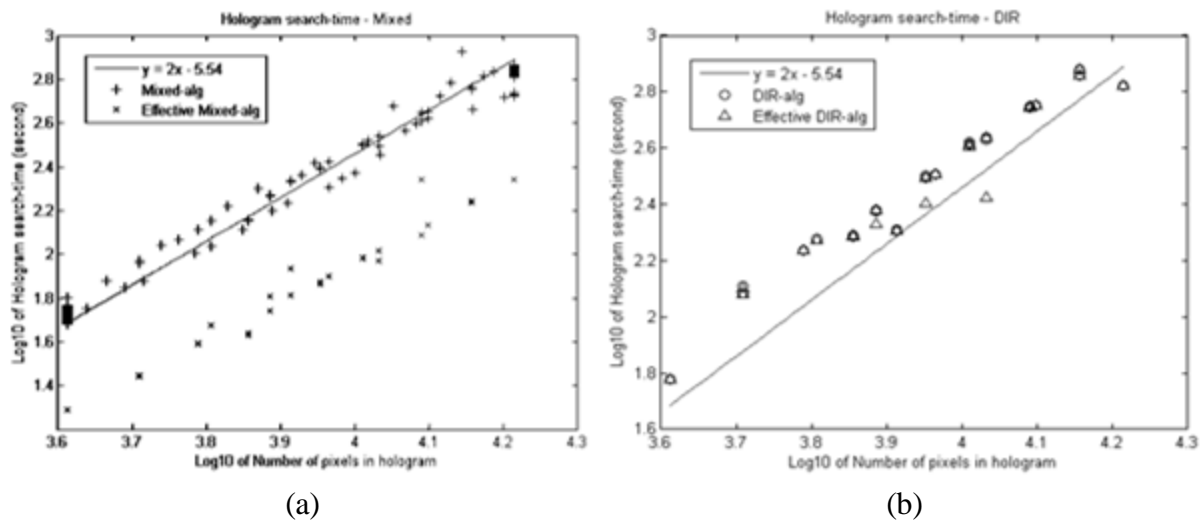 Hologram search-time - Mixed
y = 2x - 5.54
Mixed-alg
Effective Mixed-alg
Log10 of Hologram search-time (second)
3
2.8
2.6
2.4
2.2
2
1.8
1.6
1.4
3.6 3.7 3.8 3.9 4 4.1 4.2 4.3
Log10 of Number of pixels in hologram
(a)
Hologram search-time - DIR
y = 2x - 5.54
DIR-alg
Effective DIR-alg
Log10 of Hologram search-time (second)
3
2.8
2.6
2.4
2.2
2
1.8
1.6
3.6 3.7 3.8 3.9 4 4.1 4.2 4.3
Log10 of Number of pixels in hologram
(b)